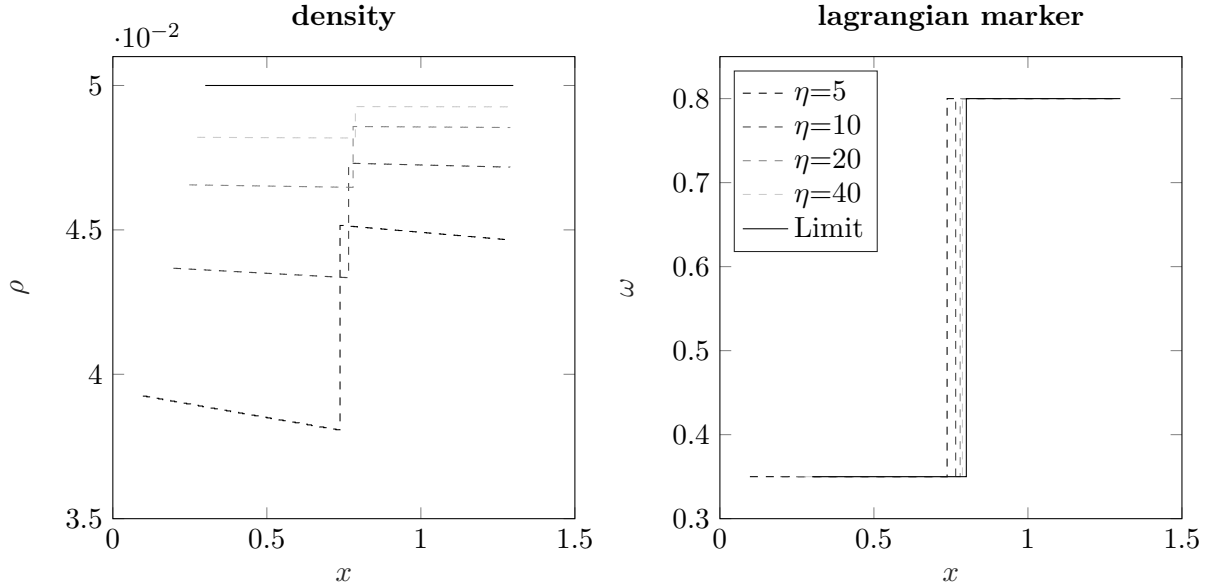 density
·10⁻²
5
4.5
4
3.5
ρ
0 0.5 1 1.5
x
lagrangian marker
0.8
0.7
0.6
0.5
0.4
0.3
ω
η=5
η=10
η=20
η=40
Limit
0 0.5 1 1.5
x